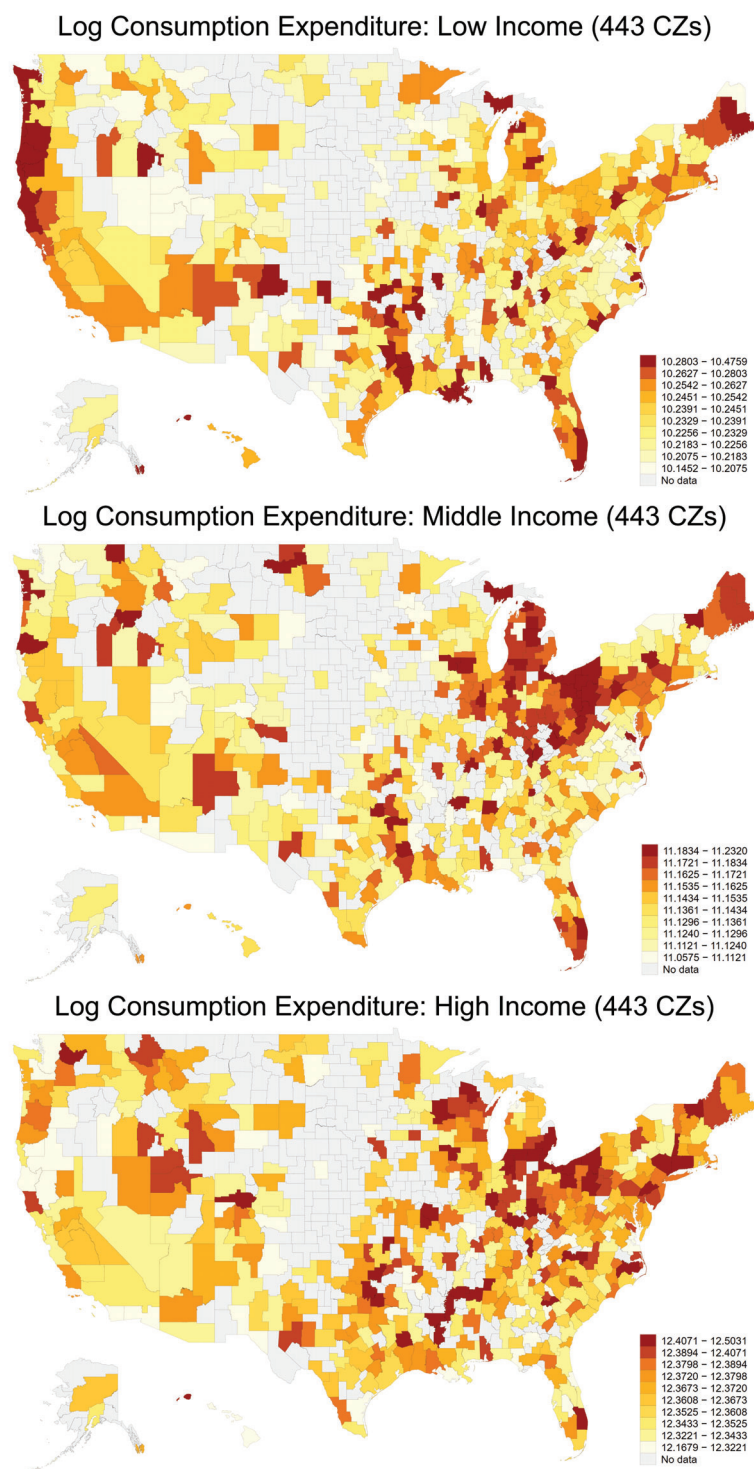 Log Consumption Expenditure: Low Income (443 CZs)
10.2803 – 10.4759
10.2627 – 10.2803
10.2542 – 10.2627
10.2451 – 10.2542
10.2391 – 10.2451
10.2329 – 10.2391
10.2256 – 10.2329
10.2183 – 10.2256
10.2075 – 10.2183
10.1452 – 10.2075
No data
Log Consumption Expenditure: Middle Income (443 CZs)
11.1834 – 11.2320
11.1721 – 11.1834
11.1625 – 11.1721
11.1535 – 11.1625
11.1434 – 11.1535
11.1361 – 11.1434
11.1296 – 11.1361
11.1240 – 11.1296
11.1121 – 11.1240
11.0575 – 11.1121
No data
Log Consumption Expenditure: High Income (443 CZs)
12.4071 – 12.5031
12.3894 – 12.4071
12.3798 – 12.3894
12.3720 – 12.3798
12.3673 – 12.3720
12.3608 – 12.3673
12.3525 – 12.3608
12.3433 – 12.3525
12.3221 – 12.3433
12.1679 – 12.3221
No data